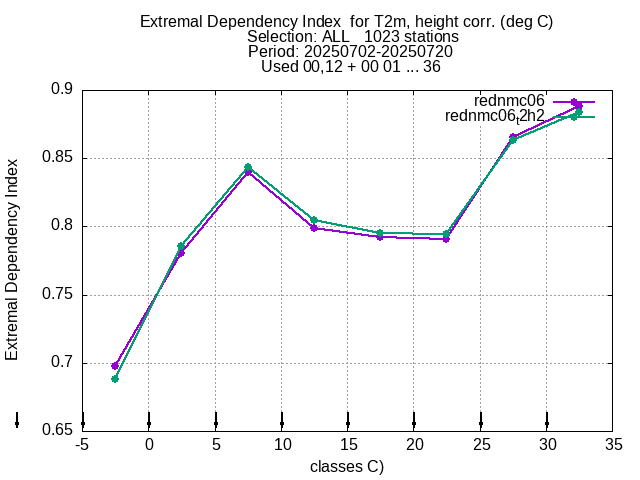 Extremal Dependency Index  for T2m, height corr. (deg C)
Selection: ALL   1023 stations
Period: 20250702-20250720
Used 00,12 + 00 01 ... 36
rednmc06
rednmc06t2h2
Extremal Dependency Index
0.9
0.85
0.8
0.75
0.7
0.65
-5 0 5 10 15 20 25 30 35
classes C)